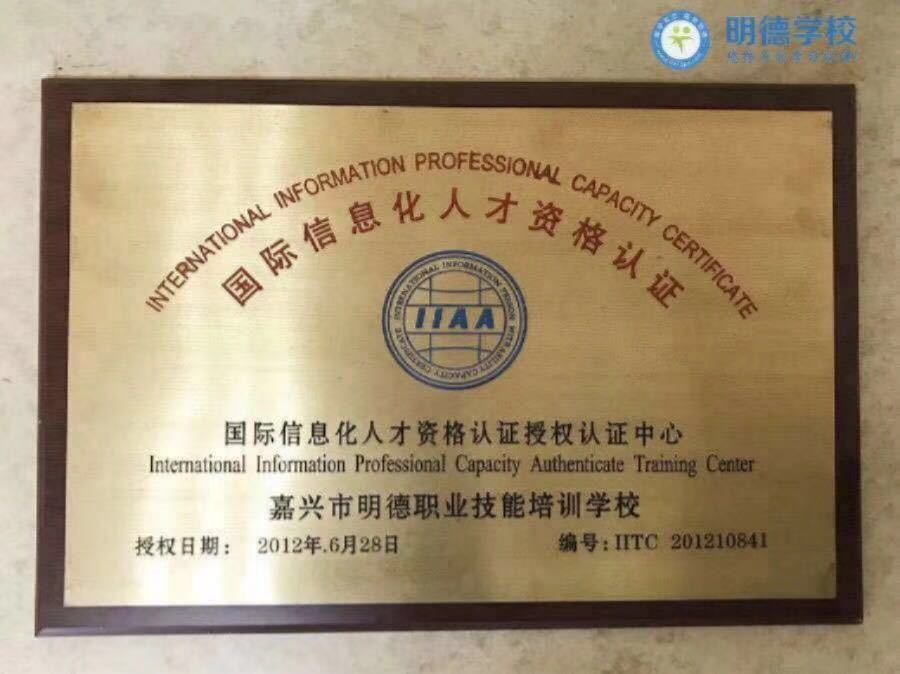 明德学校
INTERNATIONAL INFORMATION PROFESSIONAL CAPACITY CERTIFICATE
国际信息化人才资格认证
INTERNATIONAL INFORMATION
IIAA
CAPACITY CERTIFICATE
国际信息化人才资格认证授权认证中心
International Information Professional Capacity Authenticate Training Center
嘉兴市明德职业技能培训学校
授权日期： 2012年.6月28日
编号: IITC 201210841